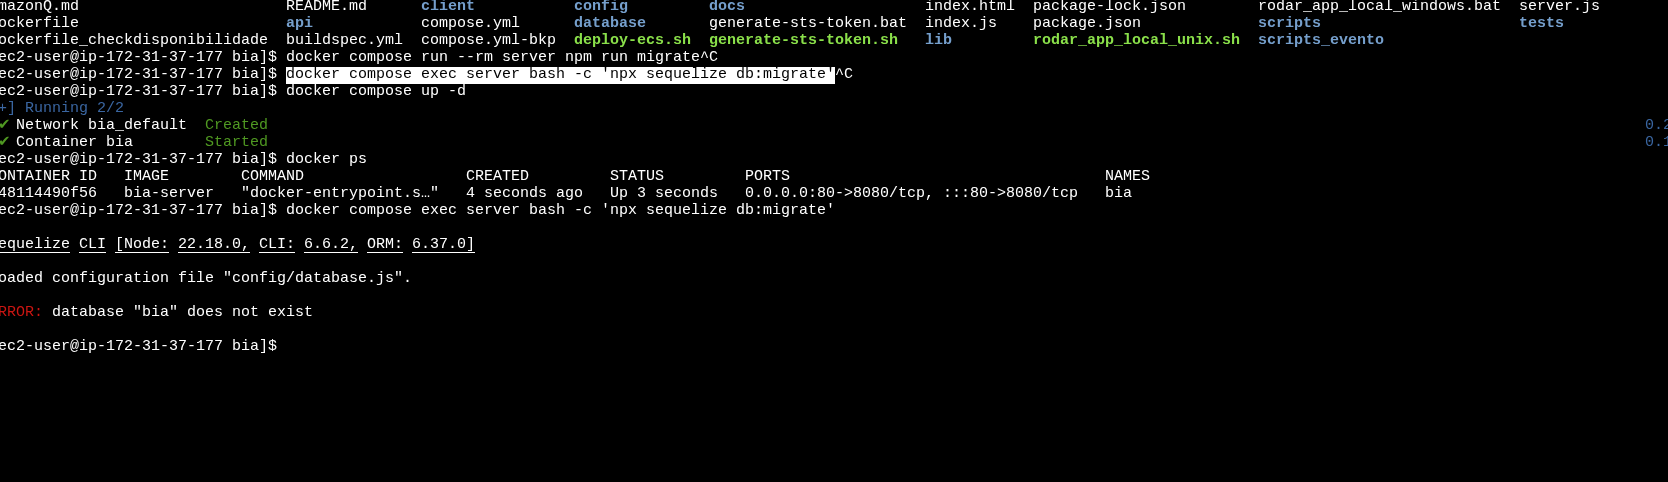 mazonQ.md README.md client config docs index.html package-lock.json rodar_app_local_windows.bat server.js
ockerfile api compose.yml database generate-sts-token.bat index.js package.json scripts tests
ockerfile_checkdisponibilidade buildspec.yml compose.yml-bkp deploy-ecs.sh generate-sts-token.sh lib rodar_app_local_unix.sh scripts_evento
ec2-user@ip-172-31-37-177 bia]$ docker compose run --rm server npm run migrate^C
ec2-user@ip-172-31-37-177 bia]$ docker compose exec server bash -c 'npx sequelize db:migrate'^C
ec2-user@ip-172-31-37-177 bia]$ docker compose up -d
+] Running 2/2
✔ Network bia_default Created 0.2
✔ Container bia Started 0.1
ec2-user@ip-172-31-37-177 bia]$ docker ps
ONTAINER ID IMAGE COMMAND CREATED STATUS PORTS NAMES
48114490f56 bia-server "docker-entrypoint.s…" 4 seconds ago Up 3 seconds 0.0.0.0:80->8080/tcp, :::80->8080/tcp bia
ec2-user@ip-172-31-37-177 bia]$ docker compose exec server bash -c 'npx sequelize db:migrate'
equelize CLI [Node: 22.18.0, CLI: 6.6.2, ORM: 6.37.0]
oaded configuration file "config/database.js".
RROR: database "bia" does not exist
ec2-user@ip-172-31-37-177 bia]$